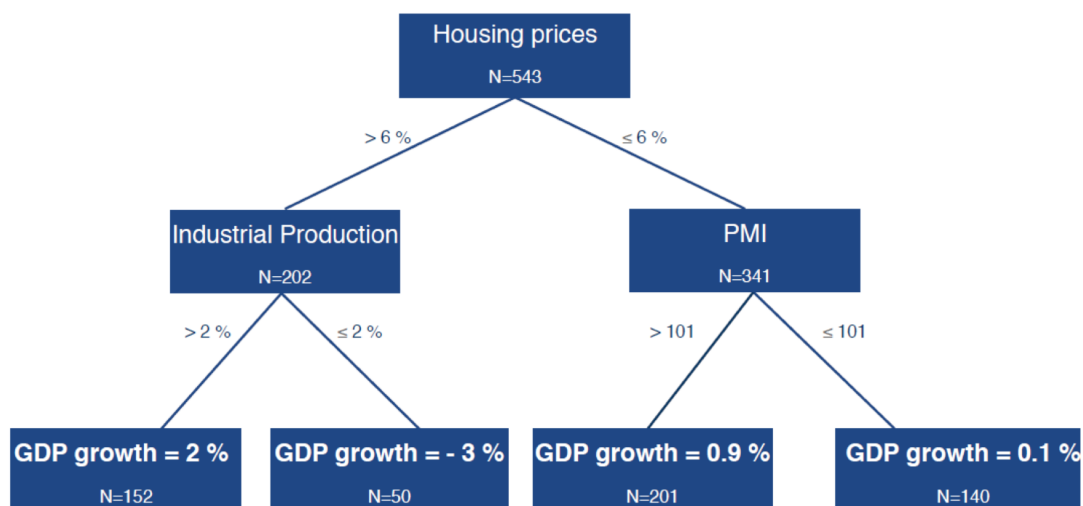 Housing prices
N=543
> 6 %
≤ 6 %
Industrial Production
N=202
PMI
N=341
> 2 %
≤ 2 %
> 101
≤ 101
GDP growth = 2 %
N=152
GDP growth = - 3 %
N=50
GDP growth = 0.9 %
N=201
GDP growth = 0.1 %
N=140